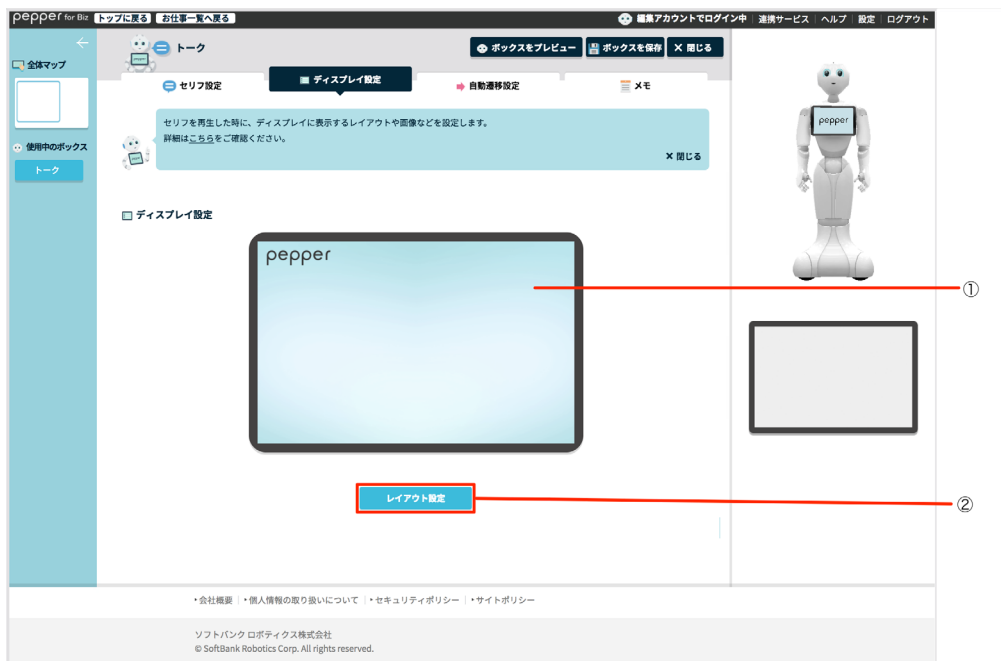 pepper for Biz トップに戻る お仕事一覧へ戻る 編集アカウントでログイン中 連携サービス ヘルプ 設定 ログアウト
全体マップ
使用中のボックス
トーク
トーク
ボックスをプレビュー ボックスを保存 × 閉じる
セリフ設定 ディスプレイ設定 自動遷移設定 メモ
セリフを再生した時に、ディスプレイに表示するレイアウトや画像などを設定します。
詳細はこちらをご確認ください。
× 閉じる
ディスプレイ設定
pepper
①
レイアウト設定
②
pepper
・会社概要 ・個人情報の取り扱いについて ・セキュリティポリシー ・サイトポリシー
ソフトバンク ロボティクス株式会社
© SoftBank Robotics Corp. All rights reserved.